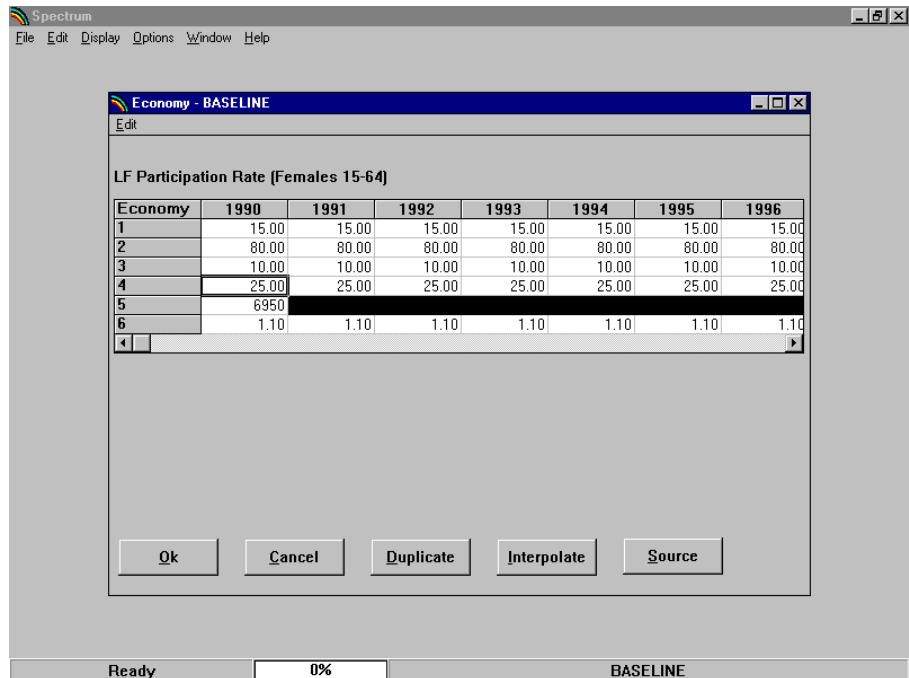 Spectrum
File Edit Display Options Window Help
Economy - BASELINE
Edit
LF Participation Rate (Females 15-64)
Economy 1990 1991 1992 1993 1994 1995 1996
1 15.00 15.00 15.00 15.00 15.00 15.00 15.00
2 80.00 80.00 80.00 80.00 80.00 80.00 80.00
3 10.00 10.00 10.00 10.00 10.00 10.00 10.00
4 25.00 25.00 25.00 25.00 25.00 25.00 25.00
5 6950
6 1.10 1.10 1.10 1.10 1.10 1.10 1.10
Ok Cancel Duplicate Interpolate Source
Ready 0% BASELINE